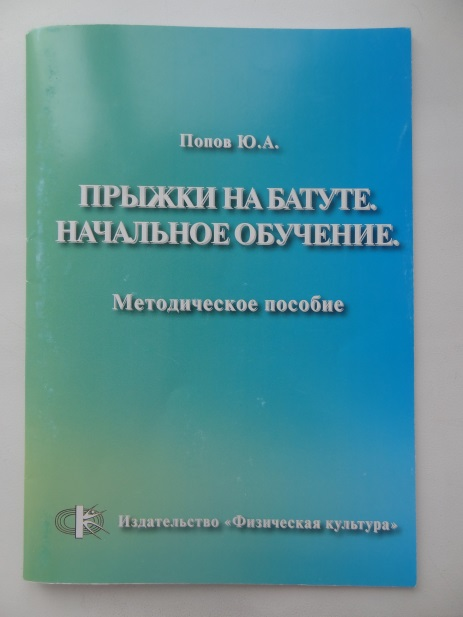 Попов Ю.А.
ПРЫЖКИ НА БАТУТЕ.
НАЧАЛЬНОЕ ОБУЧЕНИЕ.
Методическое пособие
Издательство «Физическая культура»